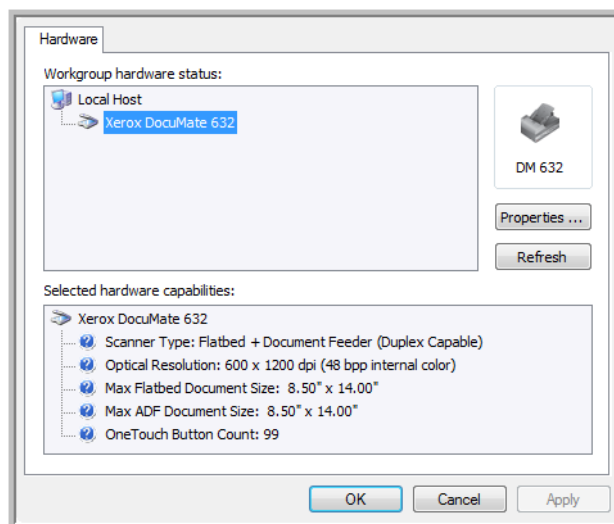 Hardware
Workgroup hardware status:
Local Host
Xerox DocuMate 632
DM 632
Properties ...
Refresh
Selected hardware capabilities:
Xerox DocuMate 632
Scanner Type: Flatbed + Document Feeder (Duplex Capable)
Optical Resolution: 600 x 1200 dpi (48 bpp internal color)
Max Flatbed Document Size: 8.50" x 14.00"
Max ADF Document Size: 8.50" x 14.00"
OneTouch Button Count: 99
OK Cancel Apply